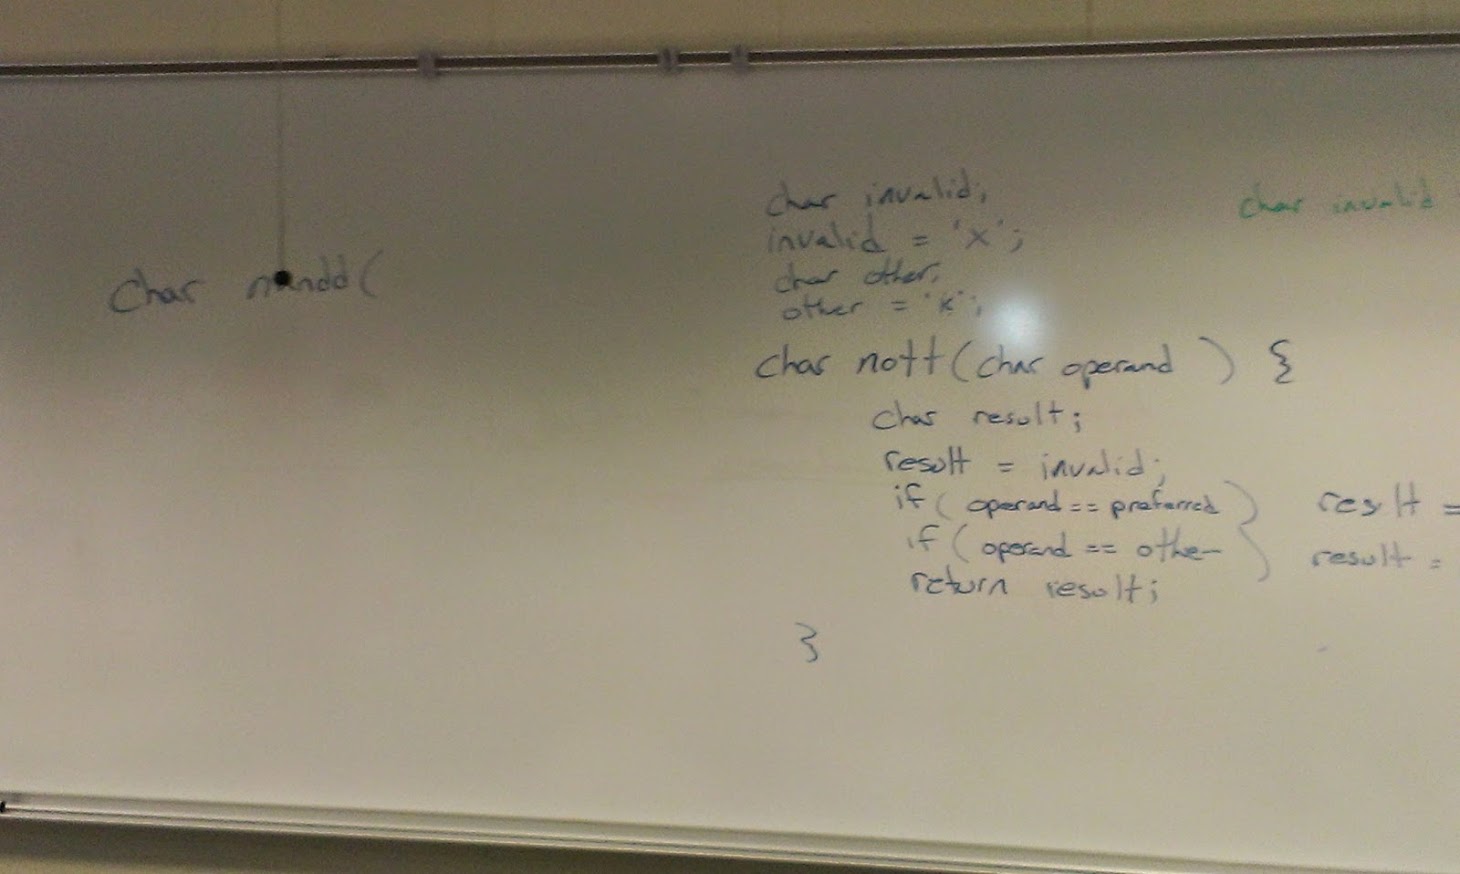 char nandd(
char invalid;
invalid = 'X';
char other;
other = 'K';
char nott(char operand ) {
char result;
result = invalid;
if ( operand == preferred ) result =
if ( operand == other ) result =
return result;
}
char invalid